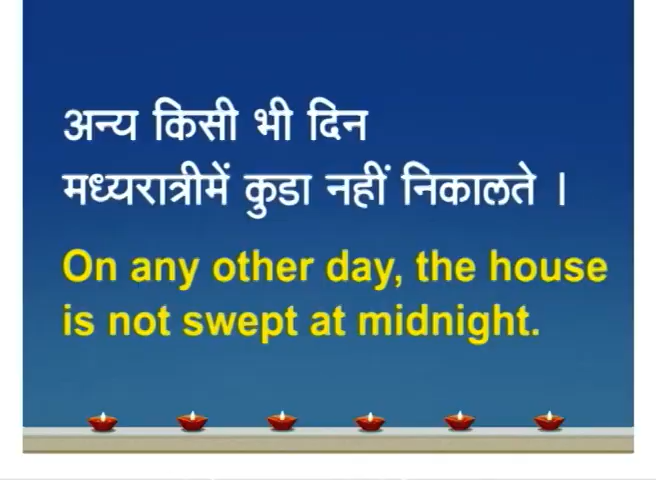 अन्य किसी भी दिन
मध्यरात्रीमें कुडा नहीं निकालते ।
On any other day, the house
is not swept at midnight.